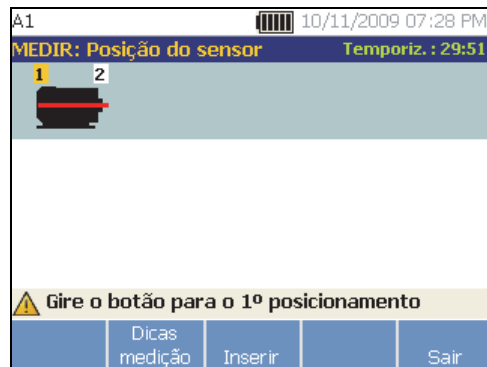 A1 10/11/2009 07:28 PM
MEDIR: Posição do sensor Temporiz. : 29:51
1 2
Gire o botão para o 1º posicionamento
Dicas medição Inserir Sair